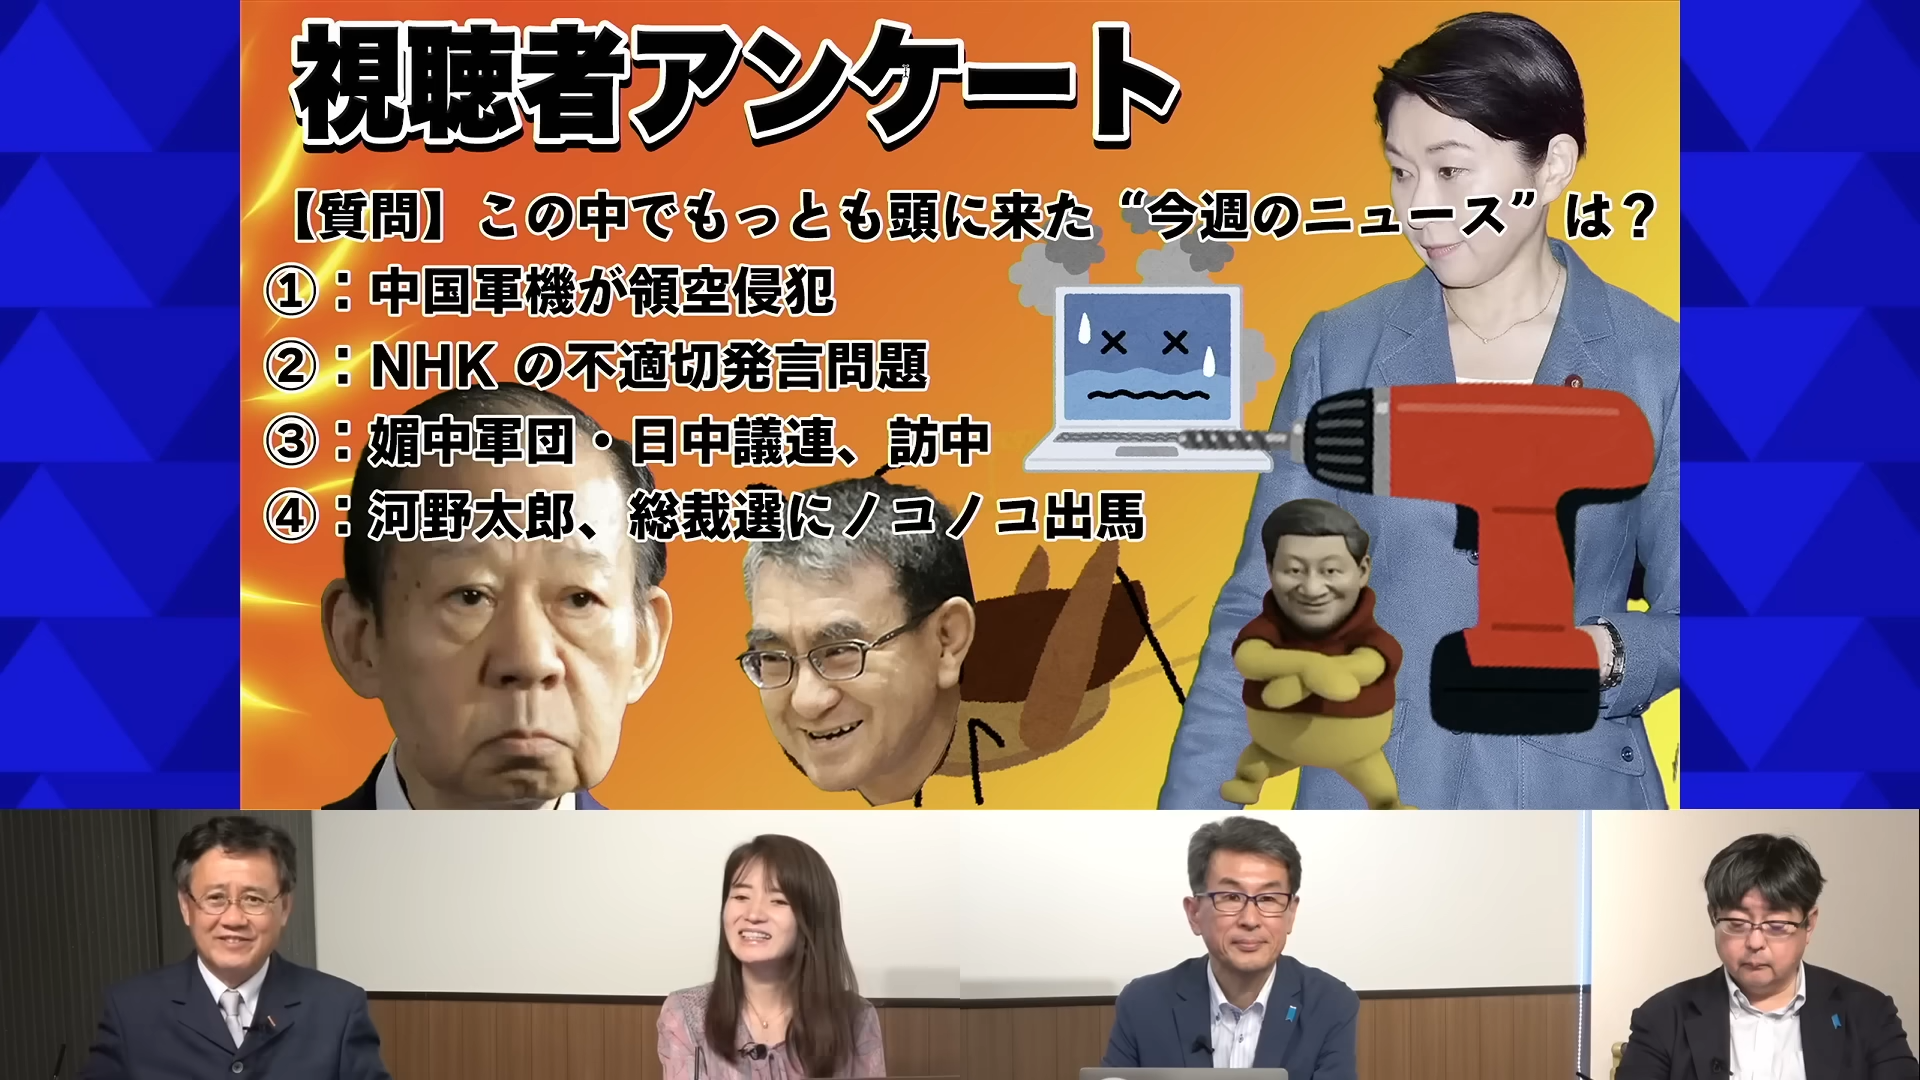 視聴者アンケート
【質問】この中でもっとも頭に来た“今週のニュース”は？
①：中国軍機が領空侵犯
②：NHK の不適切発言問題
③：媚中軍団・日中議連、訪中
④：河野太郎、総裁選にノコノコ出馬